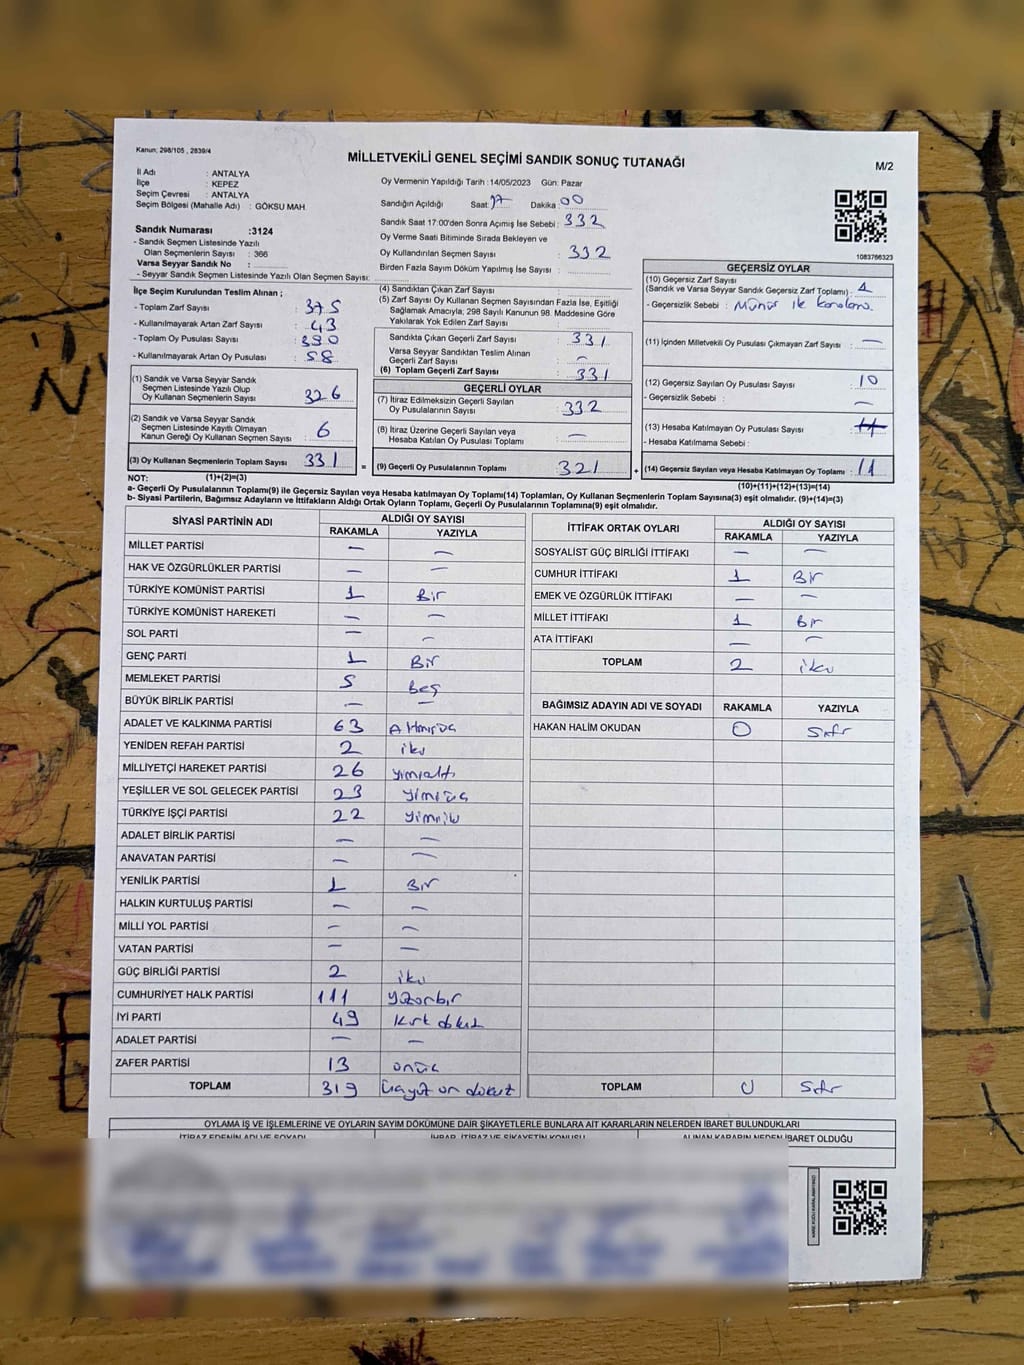 Kanun; 298/105 , 2839/4
MİLLETVEKİLİ GENEL SEÇİMİ SANDIK SONUÇ TUTANAĞI
M/2
İl Adı : ANTALYA
İlçe : KEPEZ
Seçim Çevresi : ANTALYA
Seçim Bölgesi (Mahalle Adı) : GÖKSU MAH
Sandık Numarası :3124
- Sandık Seçmen Listesinde Yazılı
Olan Seçmenlerin Sayısı : 366
Varsa Seyyar Sandık No :
- Seyyar Sandık Seçmen Listesinde Yazılı Olan Seçmen Sayısı:
Oy Vermenin Yapıldığı Tarih :14/05/2023 Gün: Pazar
Sandığın Açıldığı Saat: 17 Dakika : 00
Sandık Saat 17:00'den Sonra Açımış İse Sebebi : 332
Oy Verme Saati Bitiminde Sırada Bekleyen ve
Oy Kullandırılan Seçmen Sayısı : 332
Birden Fazla Sayım Döküm Yapılmış İse Sayısı :
1083766323
İlçe Seçim Kurulundan Teslim Alınan ;
- Toplam Zarf Sayısı : 375
- Kullanılmayarak Artan Zarf Sayısı : 43
- Toplam Oy Pusulası Sayısı : 390
- Kullanılmayarak Artan Oy Pusulası : 58
(1) Sandık ve Varsa Seyyar Sandık
Seçmen Listesinde Yazılı Olup
Oy Kullanan Seçmenlerin Sayısı : 326
(2) Sandık ve Varsa Seyyar Sandık
Seçmen Listesinde Kayıtlı Olmayan
Kanun Gereği Oy Kullanan Seçmen Sayısı : 6
(3) Oy Kullanan Seçmenlerin Toplam Sayısı : 331
(1)+(2)=(3)
(4) Sandıktan Çıkan Zarf Sayısı :
(5) Zarf Sayısı Oy Kullanan Seçmen Sayısından Fazla İse, Eşitliği
Sağlamak Amacıyla; 298 Sayılı Kanunun 98. Maddesine Göre
Yakılarak Yok Edilen Zarf Sayısı :
Sandıkta Çıkan Geçerli Zarf Sayısı : 331
Varsa Seyyar Sandıktan Teslim Alınan
Geçerli Zarf Sayısı : —
(6) Toplam Geçerli Zarf Sayısı : 331
GEÇERLİ OYLAR
(7) İtiraz Edilmeksizin Geçerli Sayılan
Oy Pusulalarının Sayısı : 332
(8) İtiraz Üzerine Geçerli Sayılan veya
Hesaba Katılan Oy Pusulası Toplamı : —
= (9) Geçerli Oy Pusulalarının Toplamı : 321
GEÇERSİZ OYLAR
(10) Geçersiz Zarf Sayısı
(Sandık ve Varsa Seyyar Sandık Geçersiz Zarf Toplamı) : 1
- Geçersizlik Sebebi : Mühür ile
(11) İçinden Milletvekili Oy Pusulası Çıkmayan Zarf Sayısı : —
(12) Geçersiz Sayılan Oy Pusulası Sayısı : 10
- Geçersizlik Sebebi : —
(13) Hesaba Katılmayan Oy Pusulası Sayısı : 11
- Hesaba Katılmama Sebebi :
+ (14) Geçersiz Sayılan veya Hesaba Katılmayan Oy Toplamı : 11
(10)+(11)+(12)+(13)=(14)
NOT:
a- Geçerli Oy Pusulalarının Toplamı(9) ile Geçersiz Sayılan veya Hesaba katılmayan Oy Toplamı(14) Toplamları, Oy Kullanan Seçmenlerin Toplam Sayısına(3) eşit olmalıdır. (9)+(14)=(3)
b- Siyasi Partilerin, Bağımsız Adayların ve İttifakların Aldığı Ortak Oyların Toplamı, Geçerli Oy Pusulalarının Toplamına(9) eşit olmalıdır.
SİYASİ PARTİNİN ADI ALDIĞI OY SAYISI
RAKAMLA YAZIYLA
MİLLET PARTİSİ — —
HAK VE ÖZGÜRLÜKLER PARTİSİ — —
TÜRKİYE KOMÜNİST PARTİSİ 1 Bir
TÜRKİYE KOMÜNİST HAREKETİ — —
SOL PARTİ — —
GENÇ PARTİ 1 Bir
MEMLEKET PARTİSİ 5 Beş
BÜYÜK BİRLİK PARTİSİ — —
ADALET VE KALKINMA PARTİSİ 63 Altmışüç
YENİDEN REFAH PARTİSİ 2 iki
MİLLİYETÇİ HAREKET PARTİSİ 26 yirmialtı
YEŞİLLER VE SOL GELECEK PARTİSİ 23 yirmiüç
TÜRKİYE İŞÇİ PARTİSİ 22 yirmiiki
ADALET BİRLİK PARTİSİ — —
ANAVATAN PARTİSİ — —
YENİLİK PARTİSİ 1 Bir
HALKIN KURTULUŞ PARTİSİ — —
MİLLİ YOL PARTİSİ — —
VATAN PARTİSİ — —
GÜÇ BİRLİĞİ PARTİSİ 2 iki
CUMHURİYET HALK PARTİSİ 111 yüzonbir
İYİ PARTİ 49 kırk dokuz
ADALET PARTİSİ — —
ZAFER PARTİSİ 13 onüç
TOPLAM 319 üçyüz on dokuz
İTTİFAK ORTAK OYLARI ALDIĞI OY SAYISI
RAKAMLA YAZIYLA
SOSYALİST GÜÇ BİRLİĞİ İTTİFAKI — —
CUMHUR İTTİFAKI 1 Bir
EMEK VE ÖZGÜRLÜK İTTİFAKI — —
MİLLET İTTİFAKI 1 Bir
ATA İTTİFAKI — —
TOPLAM 2 iki
BAĞIMSIZ ADAYIN ADI VE SOYADI RAKAMLA YAZIYLA
HAKAN HALİM OKUDAN 0 Sıfır
TOPLAM 0 Sıfır
OYLAMA İŞ VE İŞLEMLERİNE VE OYLARIN SAYIM DÖKÜMÜNE DAİR ŞİKAYETLERLE BUNLARA AİT KARARLARIN NELERDEN İBARET BULUNDUKLARI
İTİRAZ EDENİN ADI VE SOYADI İHBAR, İTİRAZ VE ŞİKAYETİN KONUSU ALINAN KARARIN NEDEN İBARET OLDUĞU